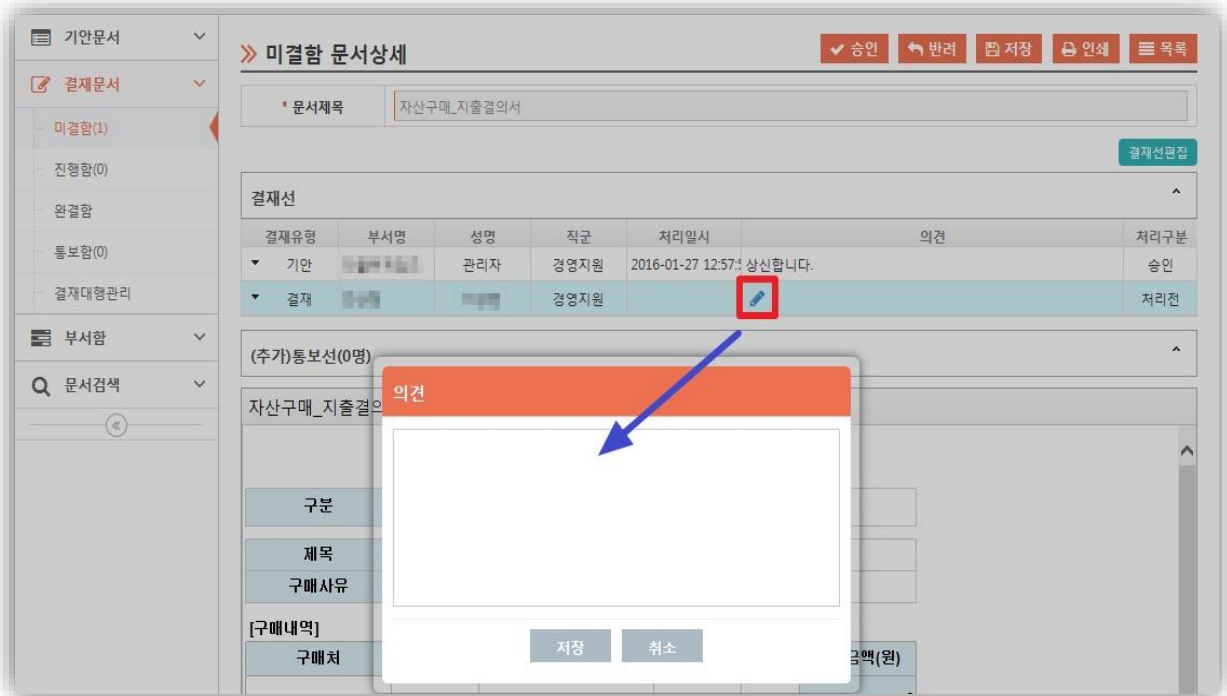 기안문서
결재문서
미결함(1)
진행함(0)
완결함
통보함(0)
결재대행관리
부서함
문서검색
미결함 문서상세
승인 반려 저장 인쇄 목록
* 문서제목 자산구매_지출결의서
결재선편집
결재선
결재유형 부서명 성명 직군 처리일시 의견 처리구분
기안 관리자 경영지원 2016-01-27 12:57: 상신합니다. 승인
결재 경영지원 처리전
(추가)통보선(0명)
자산구매_지출결의
의견
구분
제목
구매사유
[구매내역]
구매처 금액(원)
저장 취소